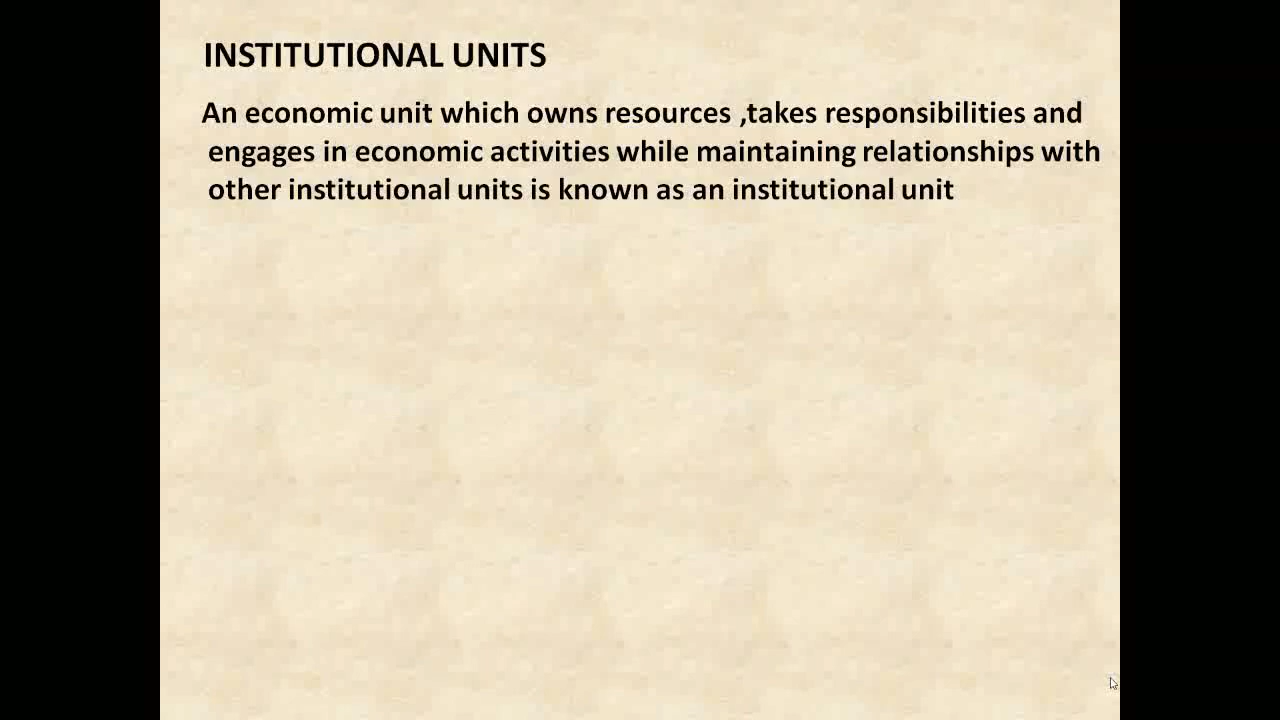 INSTITUTIONAL UNITS
An economic unit which owns resources ,takes responsibilities and
engages in economic activities while maintaining relationships with
other institutional units is known as an institutional unit